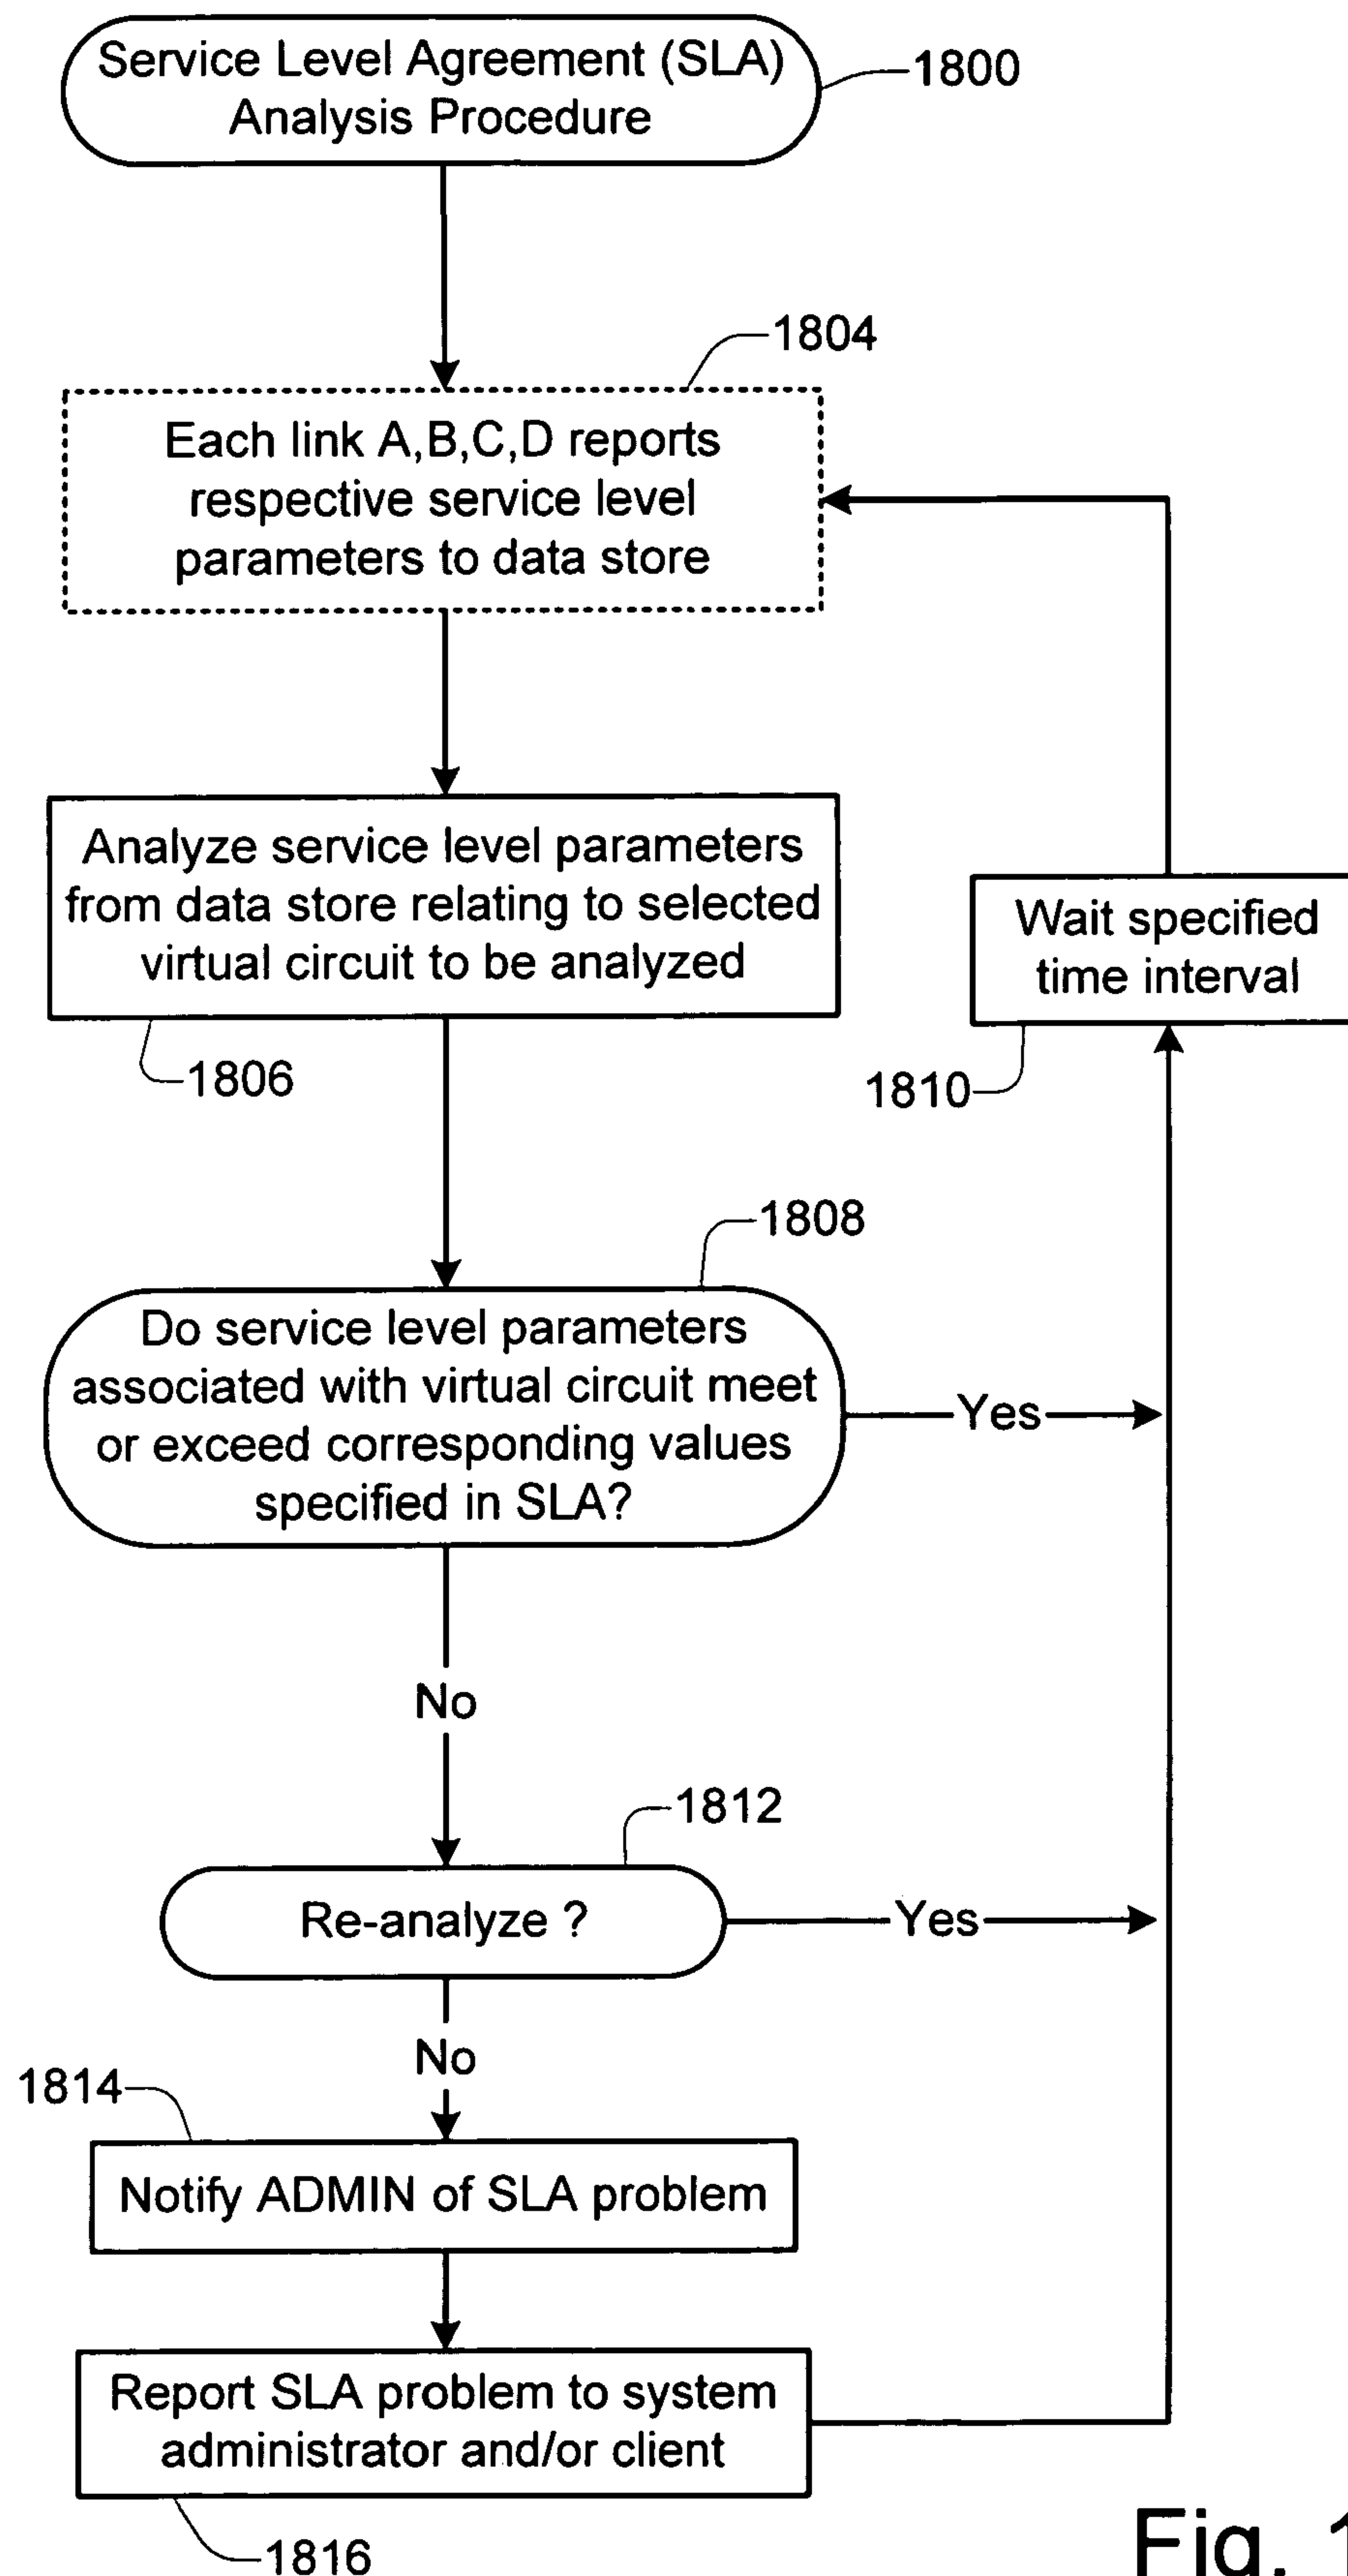 Service Level Agreement (SLA)
Analysis Procedure
1800
1804
Each link A,B,C,D reports
respective service level
parameters to data store
Analyze service level parameters
from data store relating to selected
virtual circuit to be analyzed
1806
Wait specified
time interval
1810
1808
Do service level parameters
associated with virtual circuit meet
or exceed corresponding values
specified in SLA?
Yes
No
1812
Re-analyze ?
Yes
No
1814
Notify ADMIN of SLA problem
Report SLA problem to system
administrator and/or client
1816
Fig. 1